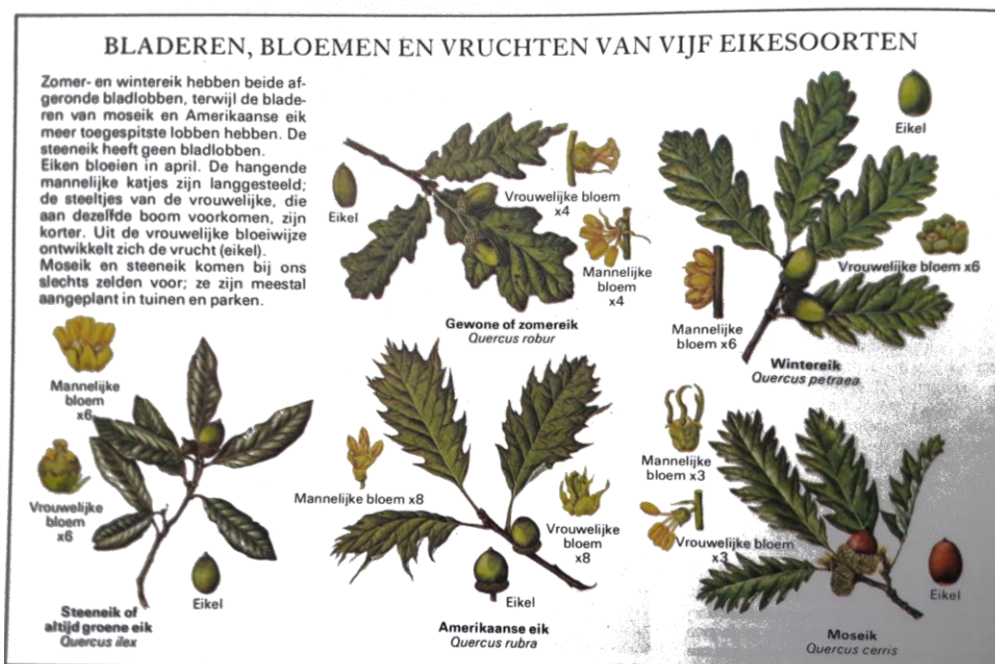 BLADEREN, BLOEMEN EN VRUCHTEN VAN VIJF EIKESOORTEN
Zomer- en wintereik hebben beide af-
geronde bladlobben, terwijl de blade-
ren van moseik en Amerikaanse eik
meer toegespitste lobben hebben. De
steeneik heeft geen bladlobben.
Eiken bloeien in april. De hangende
mannelijke katjes zijn langgesteeld;
de steeltjes van de vrouwelijke, die
aan dezelfde boom voorkomen, zijn
korter. Uit de vrouwelijke bloeiwijze
ontwikkelt zich de vrucht (eikel).
Moseik en steeneik komen bij ons
slechts zelden voor; ze zijn meestal
aangeplant in tuinen en parken.
Eikel
Vrouwelijke bloem
x4
Mannelijke
bloem
x4
Gewone of zomereik
Quercus robur
Eikel
Vrouwelijke bloem x6
Mannelijke
bloem x6
Wintereik
Quercus petraea
Mannelijke
bloem
x6
Vrouwelijke
bloem
x6
Eikel
Steeneik of
altijd groene eik
Quercus ilex
Mannelijke bloem x8
Vrouwelijke
bloem
x8
Eikel
Amerikaanse eik
Quercus rubra
Mannelijke
bloem x3
Vrouwelijke bloem
x3
Eikel
Moseik
Quercus cerris